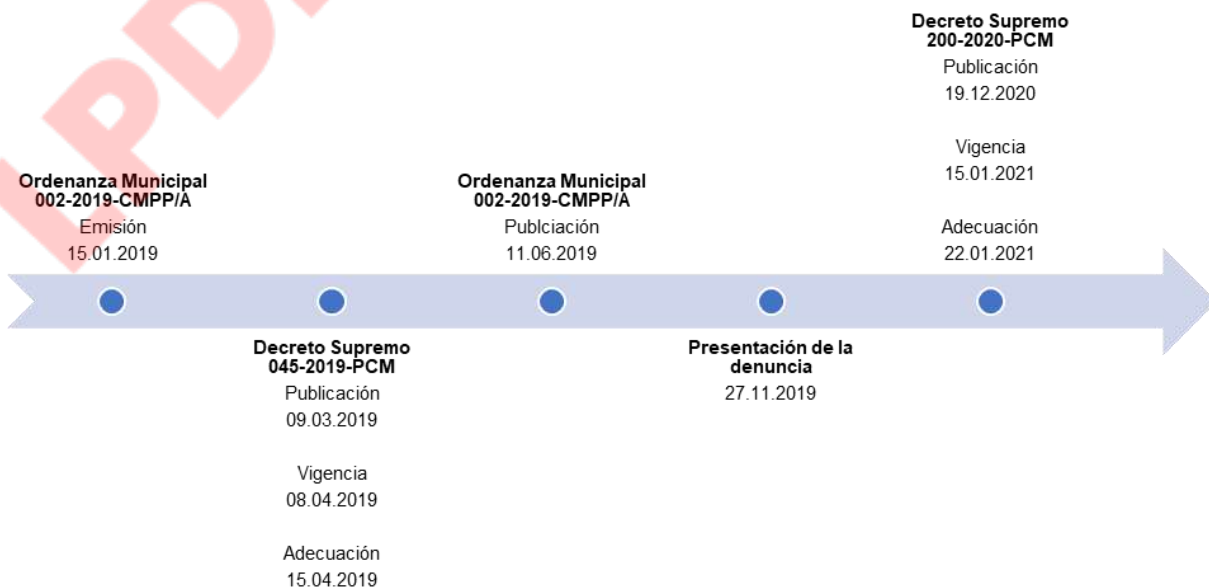 LPD
Ordenanza Municipal
002-2019-CMPP/A
Emisión
15.01.2019
Decreto Supremo
045-2019-PCM
Publicación
09.03.2019
Vigencia
08.04.2019
Adecuación
15.04.2019
Ordenanza Municipal
002-2019-CMPP/A
Publciación
11.06.2019
Presentación de la
denuncia
27.11.2019
Decreto Supremo
200-2020-PCM
Publicación
19.12.2020
Vigencia
15.01.2021
Adecuación
22.01.2021